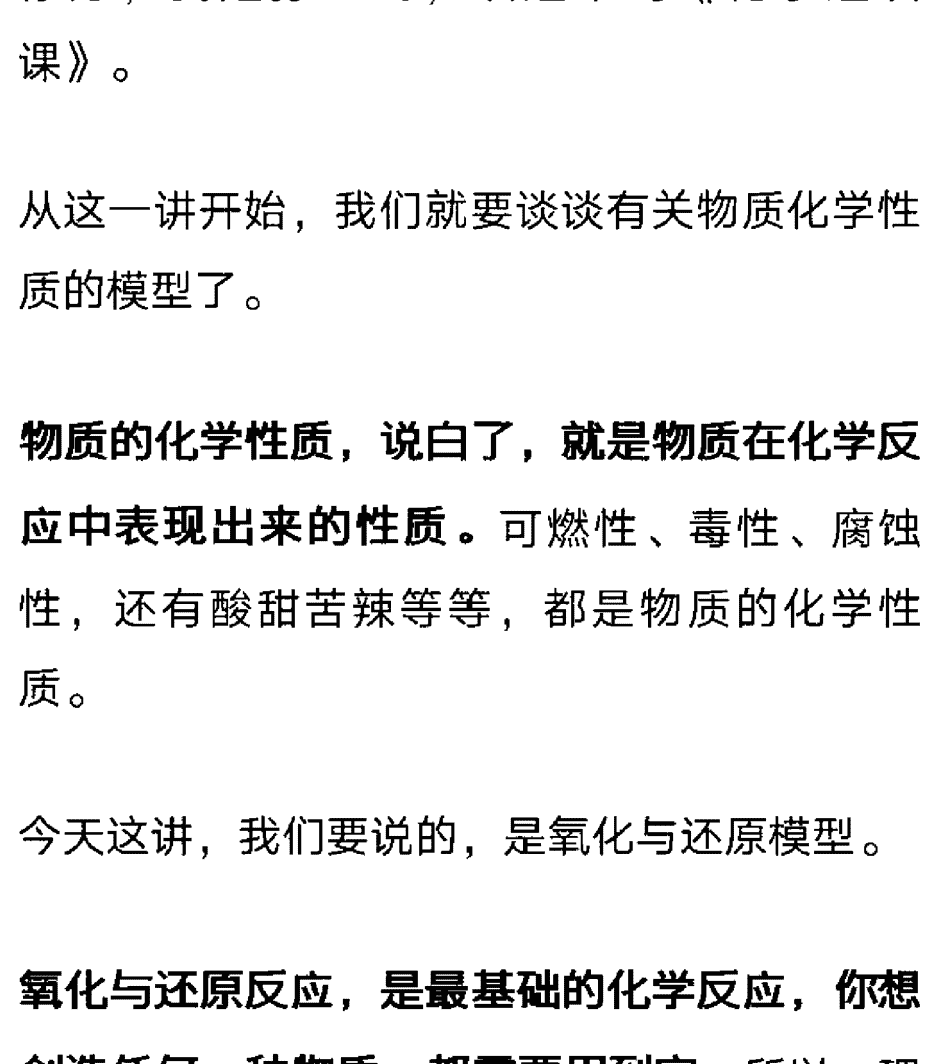 课》。
从这一讲开始，我们就要谈谈有关物质化学性
质的模型了。
物质的化学性质，说白了，就是物质在化学反
应中表现出来的性质。可燃性、毒性、腐蚀
性，还有酸甜苦辣等等，都是物质的化学性
质。
今天这讲，我们要说的，是氧化与还原模型。
氧化与还原反应，是最基础的化学反应，你想